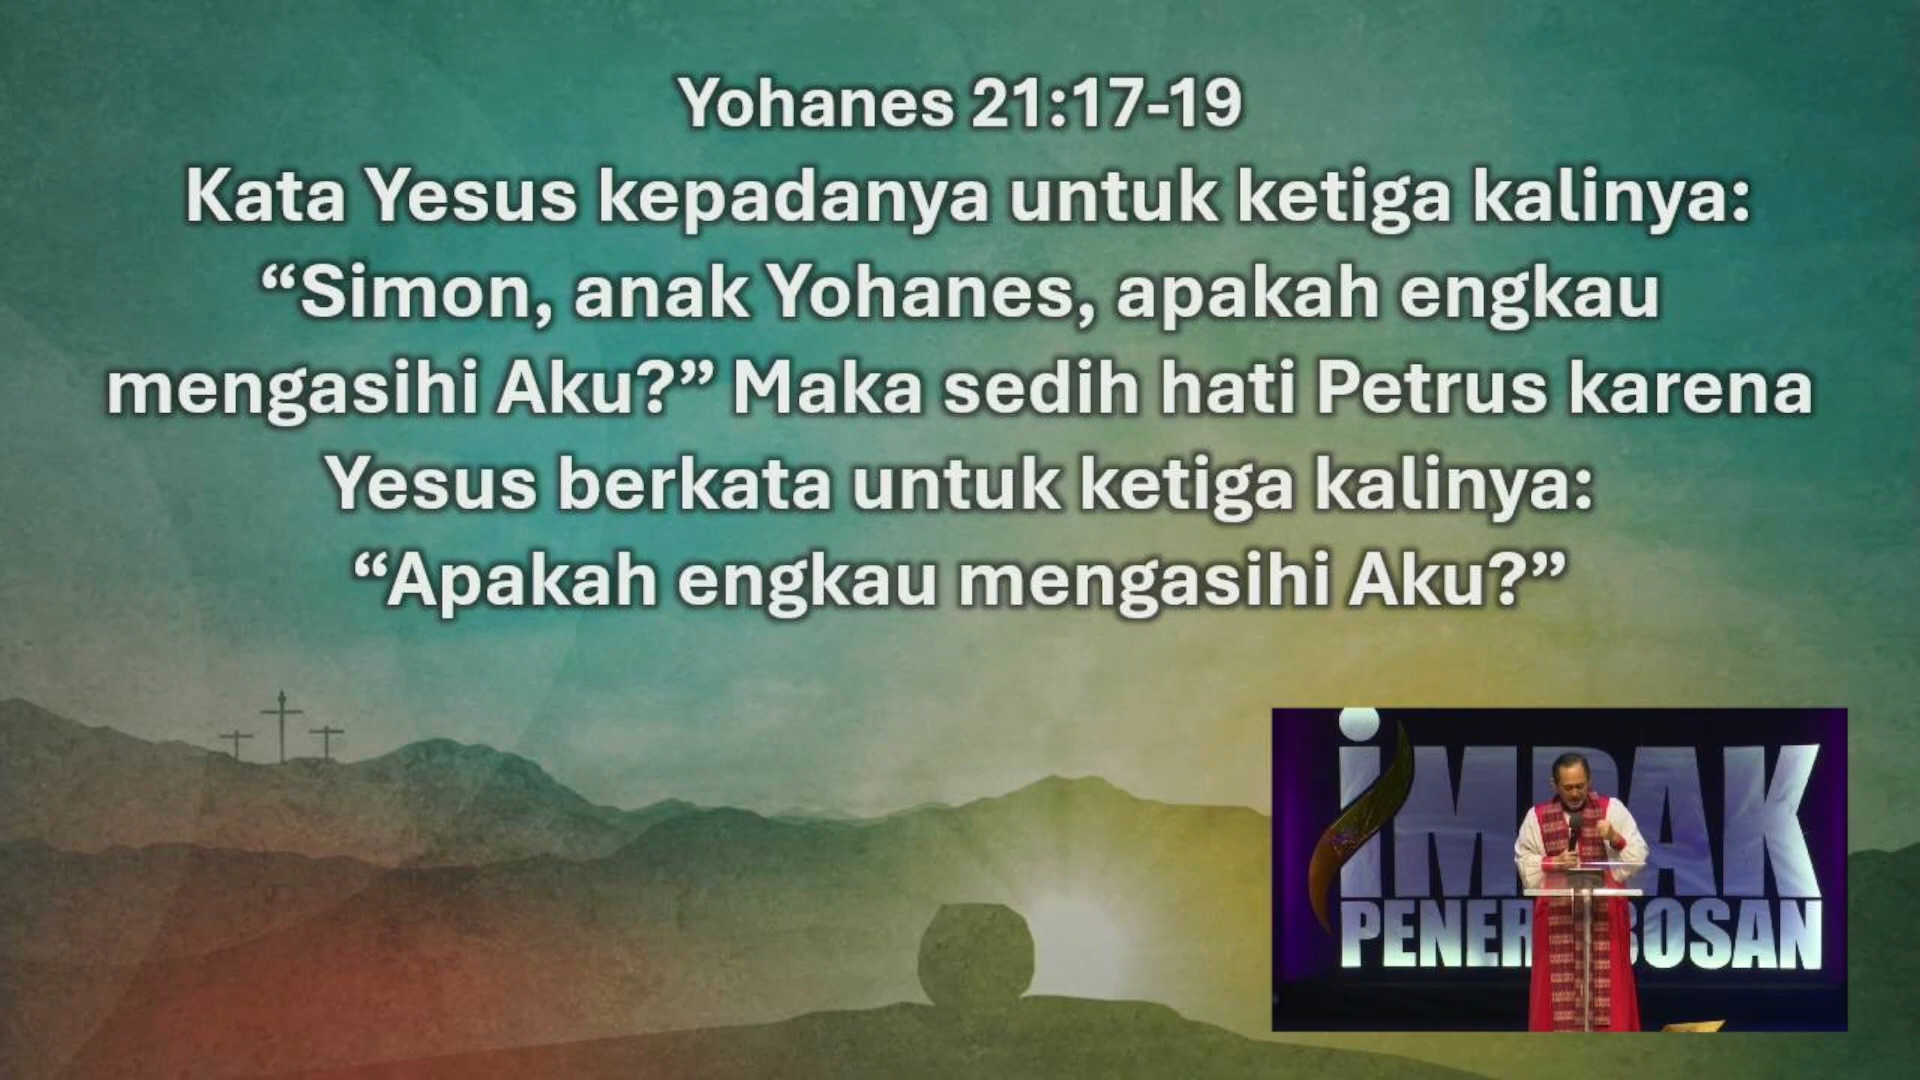 Yohanes 21:17-19
Kata Yesus kepadanya untuk ketiga kalinya:
“Simon, anak Yohanes, apakah engkau
mengasihi Aku?” Maka sedih hati Petrus karena
Yesus berkata untuk ketiga kalinya:
“Apakah engkau mengasihi Aku?”
iMPAK